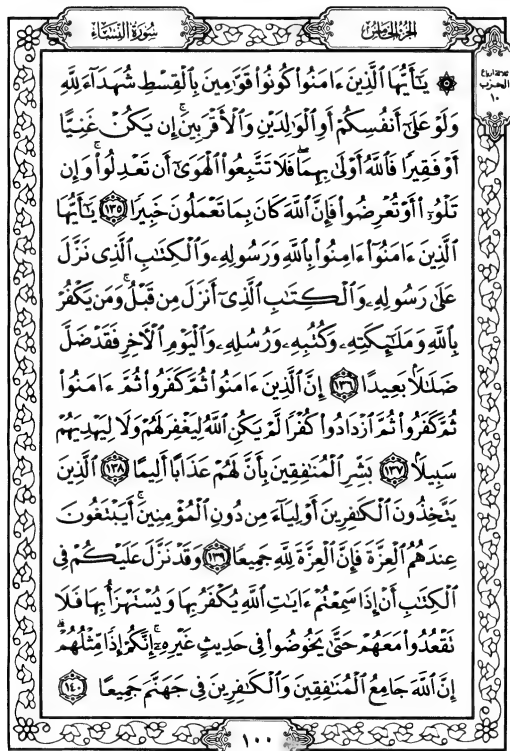 سُورَةُ النِّسَاءِ
الجزء الخامس
ثلاثة أرباع
الحزب
١٠
۞ يَٰٓأَيُّهَا ٱلَّذِينَ ءَامَنُوا۟ كُونُوا۟ قَوَّٰمِينَ بِٱلْقِسْطِ شُهَدَآءَ لِلَّهِ
وَلَوْ عَلَىٰٓ أَنفُسِكُمْ أَوِ ٱلْوَٰلِدَيْنِ وَٱلْأَقْرَبِينَ ۚ إِن يَكُنْ غَنِيًّا
أَوْ فَقِيرًا فَٱللَّهُ أَوْلَىٰ بِهِمَا ۖ فَلَا تَتَّبِعُوا۟ ٱلْهَوَىٰٓ أَن تَعْدِلُوا۟ ۚ وَإِن
تَلْوُۥٓا۟ أَوْ تُعْرِضُوا۟ فَإِنَّ ٱللَّهَ كَانَ بِمَا تَعْمَلُونَ خَبِيرًا ١٣٥ يَٰٓأَيُّهَا
ٱلَّذِينَ ءَامَنُوٓا۟ ءَامِنُوا۟ بِٱللَّهِ وَرَسُولِهِۦ وَٱلْكِتَٰبِ ٱلَّذِى نَزَّلَ
عَلَىٰ رَسُولِهِۦ وَٱلْكِتَٰبِ ٱلَّذِىٓ أَنزَلَ مِن قَبْلُ ۚ وَمَن يَكْفُرْ
بِٱللَّهِ وَمَلَٰٓئِكَتِهِۦ وَكُتُبِهِۦ وَرُسُلِهِۦ وَٱلْيَوْمِ ٱلْءَاخِرِ فَقَدْ ضَلَّ
ضَلَٰلًۢا بَعِيدًا ١٣٦ إِنَّ ٱلَّذِينَ ءَامَنُوا۟ ثُمَّ كَفَرُوا۟ ثُمَّ ءَامَنُوا۟
ثُمَّ كَفَرُوا۟ ثُمَّ ٱزْدَادُوا۟ كُفْرًا لَّمْ يَكُنِ ٱللَّهُ لِيَغْفِرَ لَهُمْ وَلَا لِيَهْدِيَهُمْ
سَبِيلًۢا ١٣٧ بَشِّرِ ٱلْمُنَٰفِقِينَ بِأَنَّ لَهُمْ عَذَابًا أَلِيمًا ١٣٨ ٱلَّذِينَ
يَتَّخِذُونَ ٱلْكَٰفِرِينَ أَوْلِيَآءَ مِن دُونِ ٱلْمُؤْمِنِينَ ۚ أَيَبْتَغُونَ
عِندَهُمُ ٱلْعِزَّةَ فَإِنَّ ٱلْعِزَّةَ لِلَّهِ جَمِيعًا ١٣٩ وَقَدْ نَزَّلَ عَلَيْكُمْ فِى
ٱلْكِتَٰبِ أَنْ إِذَا سَمِعْتُمْ ءَايَٰتِ ٱللَّهِ يُكْفَرُ بِهَا وَيُسْتَهْزَأُ بِهَا فَلَا
تَقْعُدُوا۟ مَعَهُمْ حَتَّىٰ يَخُوضُوا۟ فِى حَدِيثٍ غَيْرِهِۦٓ ۚ إِنَّكُمْ إِذًا مِّثْلُهُمْ ۗ
إِنَّ ٱللَّهَ جَامِعُ ٱلْمُنَٰفِقِينَ وَٱلْكَٰفِرِينَ فِى جَهَنَّمَ جَمِيعًا ١٤٠
١٠٠